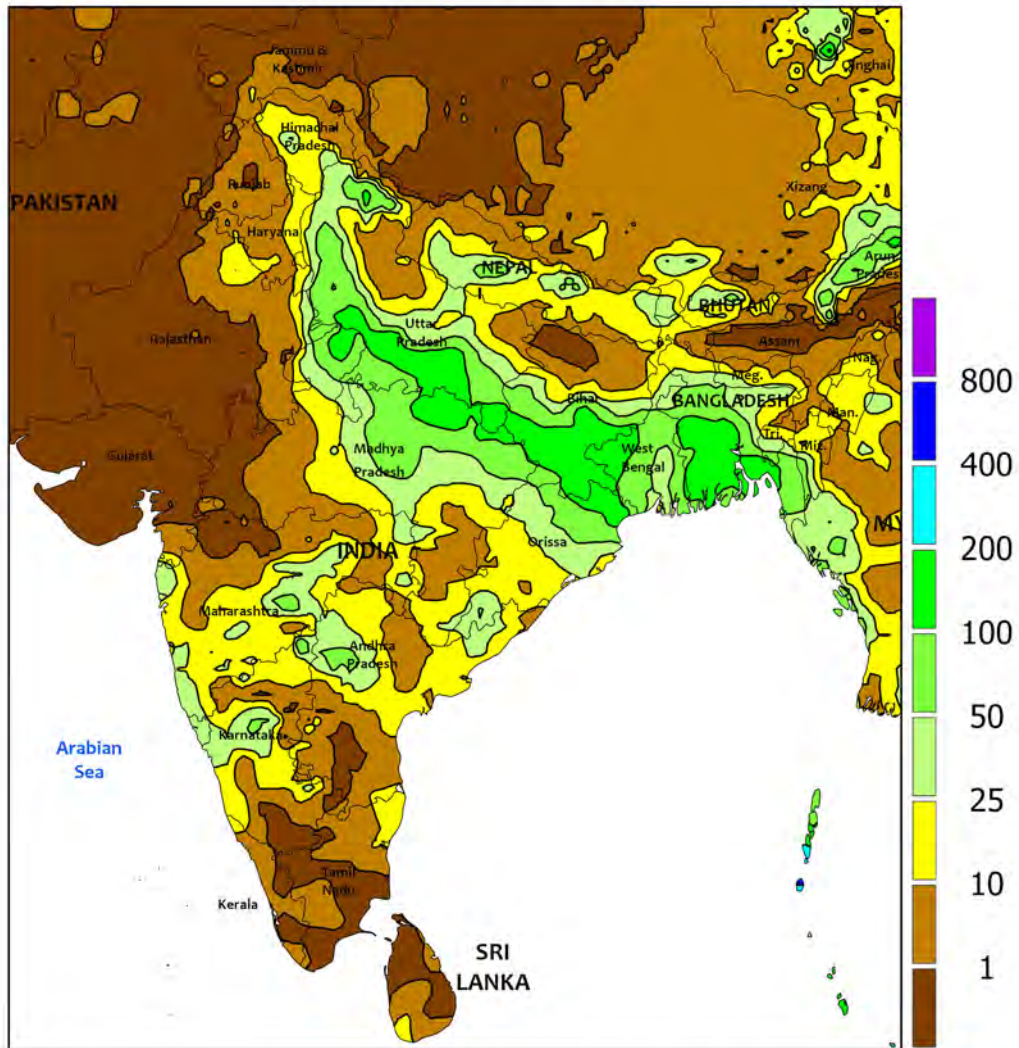 Jammu &
Kashmir
Qinghai
Himachal
Pradesh
Punjab
Xizang
PAKISTAN
Haryana
NEPAL
Arun.
Pradesh
BHUTAN
Uttar
Pradesh
Rajasthan
Assam
Nag.
Meg.
800
Bihar
BANGLADESH
Man.
Tri.
Miz.
Gujarat
Madhya
Pradesh
West
Bengal
400
MY
INDIA
Orissa
200
Maharashtra
Andhra
Pradesh
100
50
Karnataka
Arabian
Sea
25
Tamil
Nadu
10
Kerala
SRI
LANKA
1